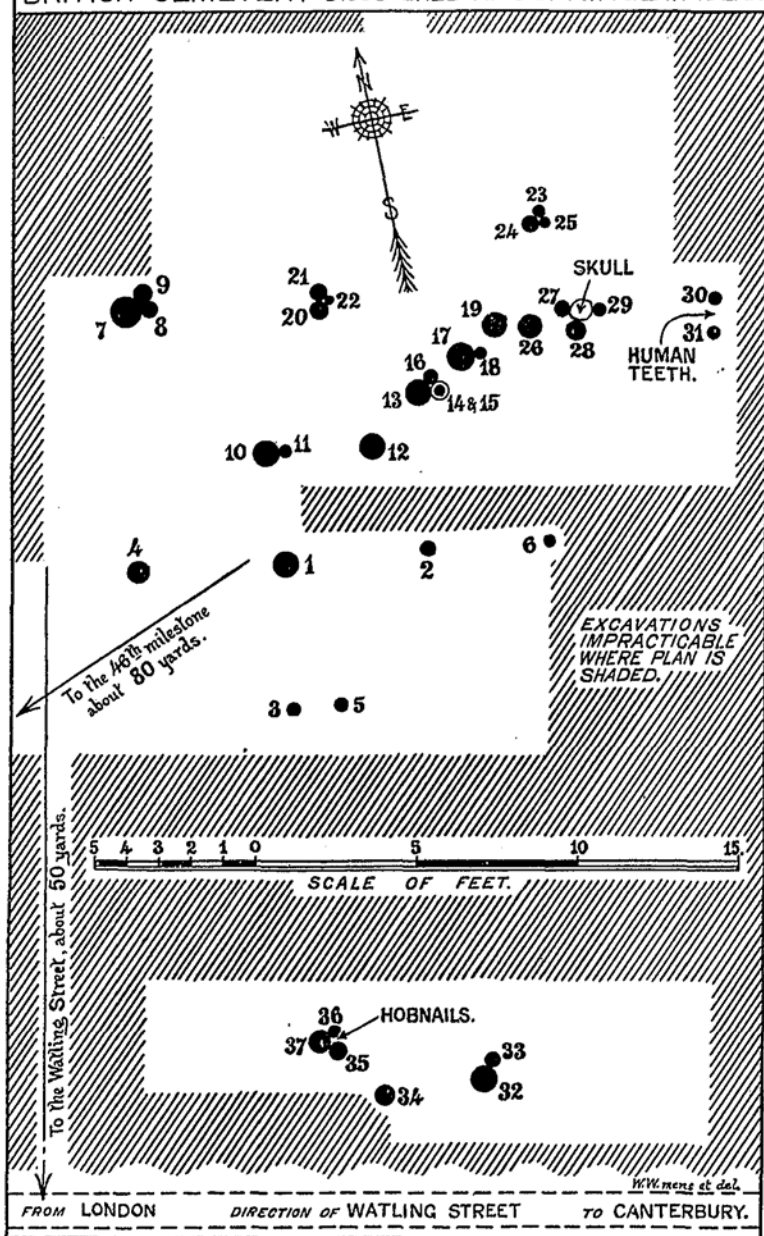 N
W E
S
23
24 25
SKULL
9
7 8
21
22
20
27 29
30
19
26 28
31
HUMAN
TEETH.
17
18
16
13 14 & 15
10 11
12
4
1
2
6
To the 46th milestone
about 80 yards.
EXCAVATIONS
IMPRACTICABLE
WHERE PLAN IS
SHADED.
3 5
5 4 3 2 1 0 5 10 15
SCALE OF FEET.
To the Watling Street, about 50 yards.
36
HOBNAILS.
37
35
33
34
32
W.W. mens et del.
FROM LONDON DIRECTION OF WATLING STREET TO CANTERBURY.